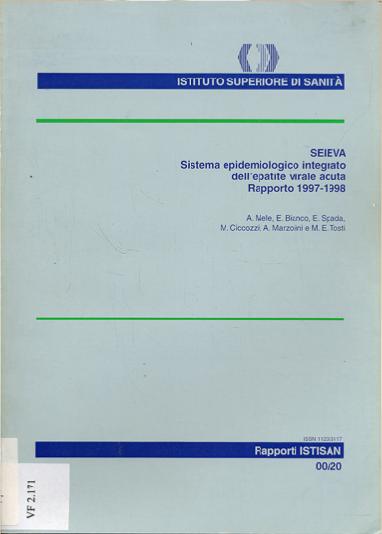 ISTITUTO SUPERIORE DI SANITÀ
SEIEVA
Sistema epidemiologico integrato
dell'epatite virale acuta
Rapporto 1997-1998
A. Mele, E. Bianco, E. Spada,
M. Ciccozzi, A. Marzolini e M. E. Tosti
ISSN 1123-3117
Rapporti ISTISAN
00/20
VF 2.171